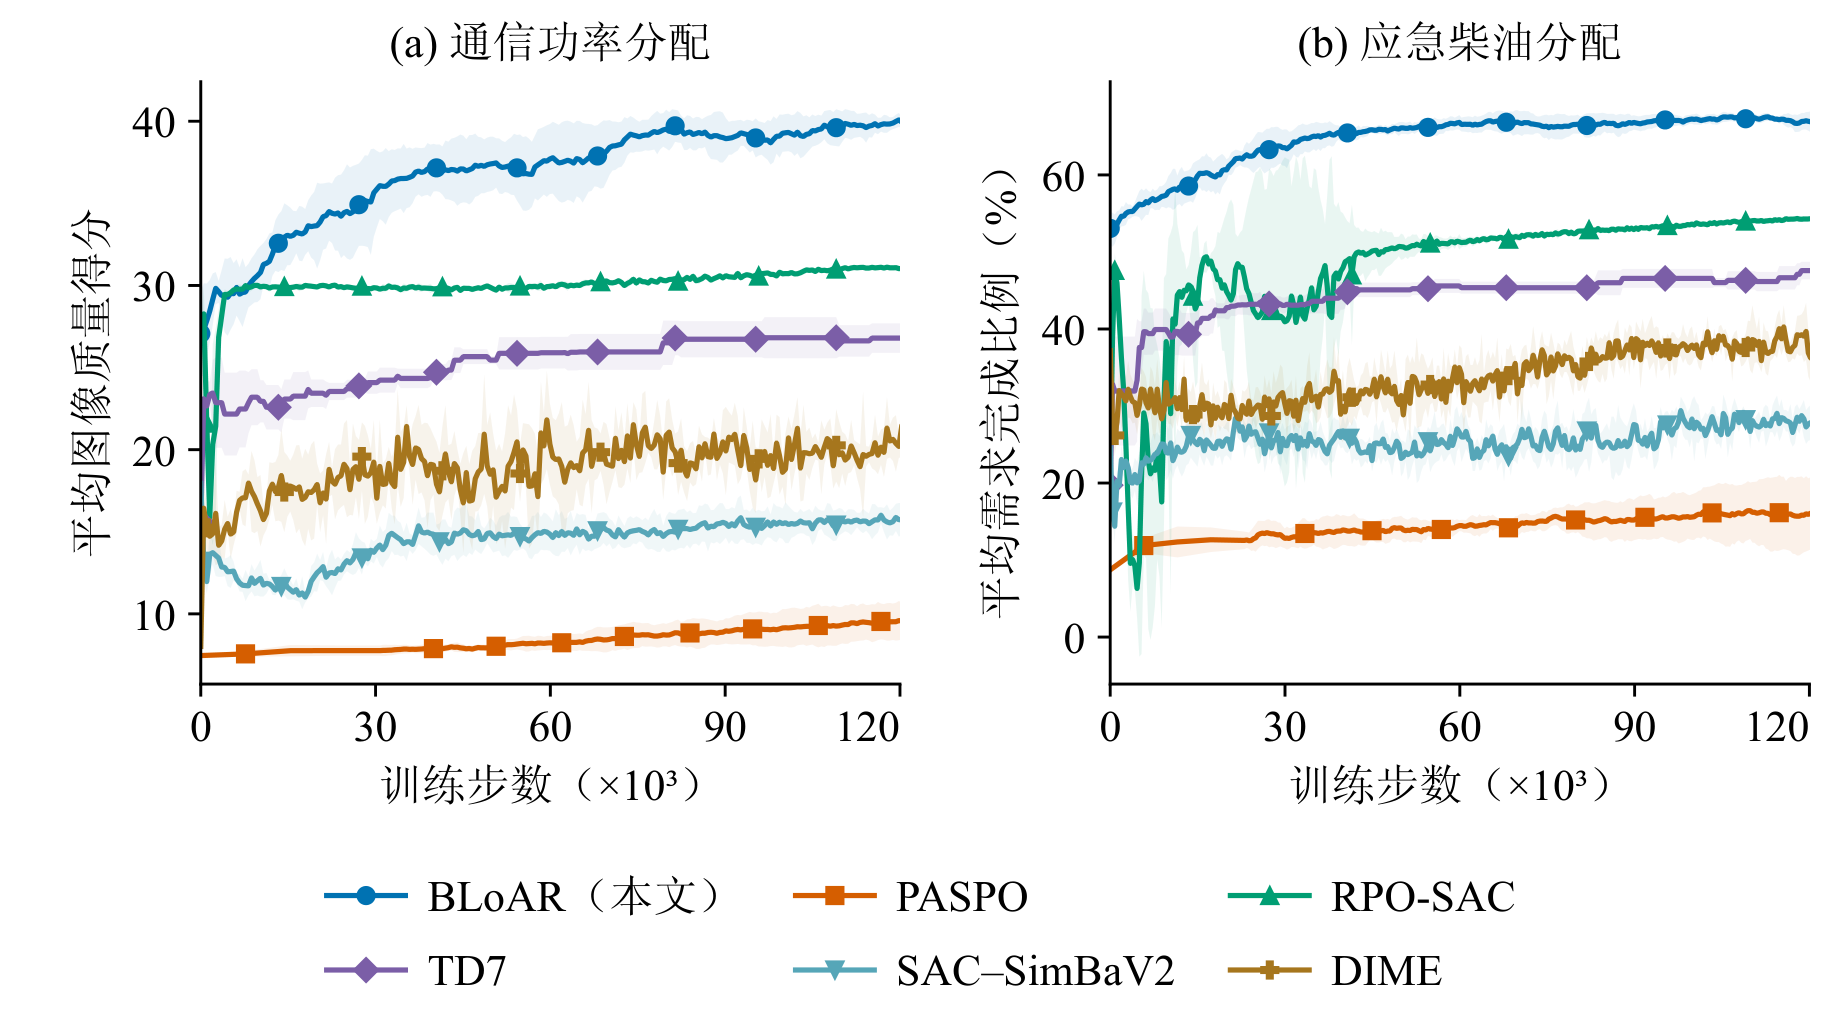 (a) 通信功率分配
40
30
20
10
平均图像质量得分
0 30 60 90 120
训练步数（×10³）
(b) 应急柴油分配
60
40
20
0
平均需求完成比例（%）
0 30 60 90 120
训练步数（×10³）
BLoAR（本文） PASPO RPO-SAC
TD7 SAC–SimBaV2 DIME